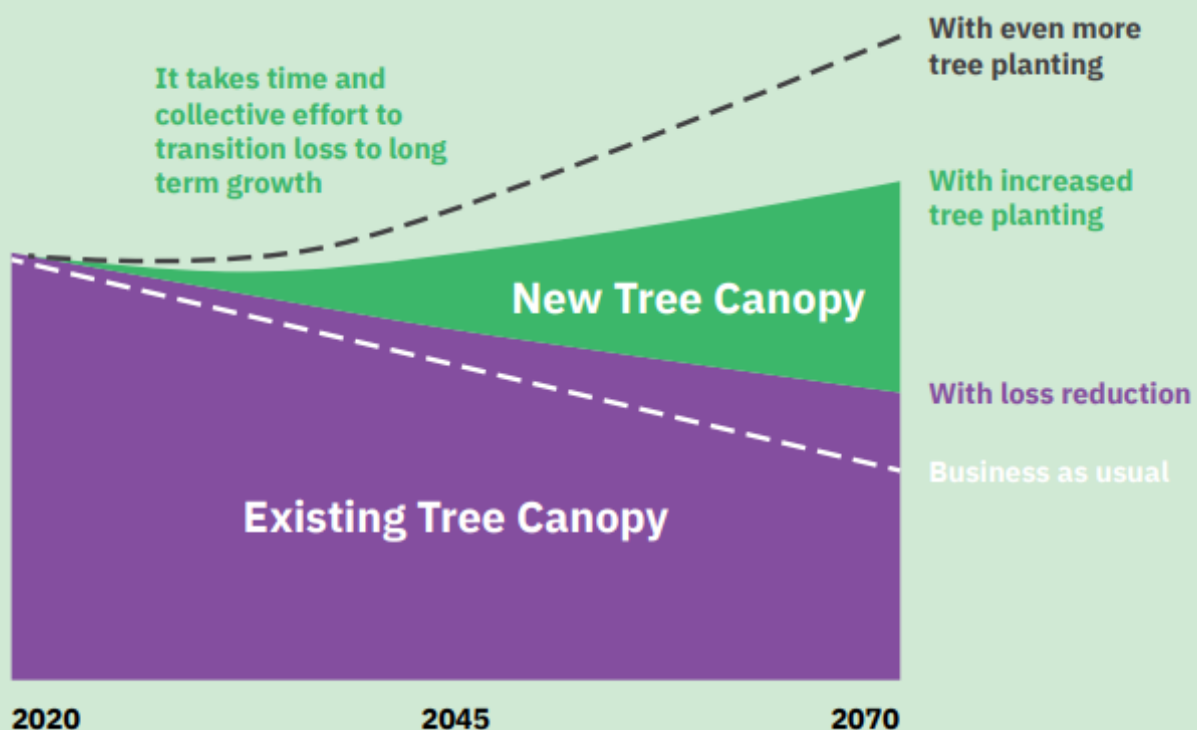 With even more
tree planting
It takes time and
collective effort to
transition loss to long
term growth
With increased
tree planting
New Tree Canopy
With loss reduction
Business as usual
Existing Tree Canopy
2020
2045
2070